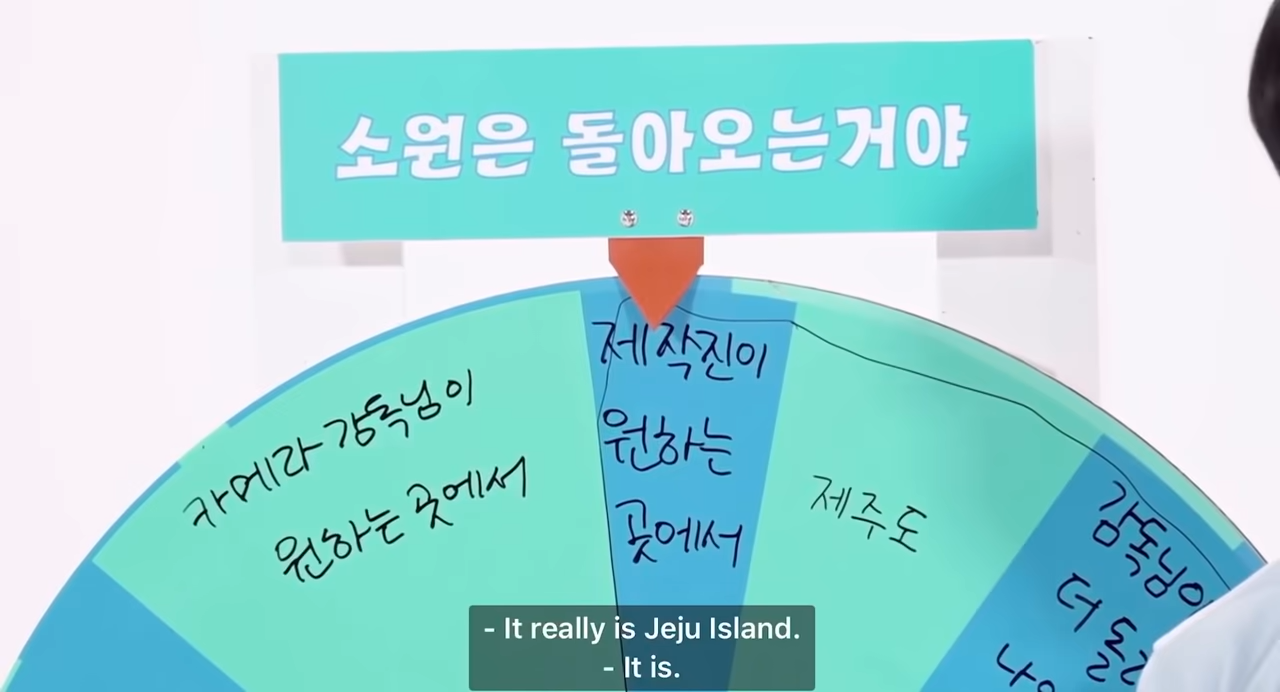 소원은 돌아오는거야
카메라 감독님이
원하는 곳에서
제작진이
원하는
곳에서
제주도
감독님이
더
- It really is Jeju Island.
- It is.